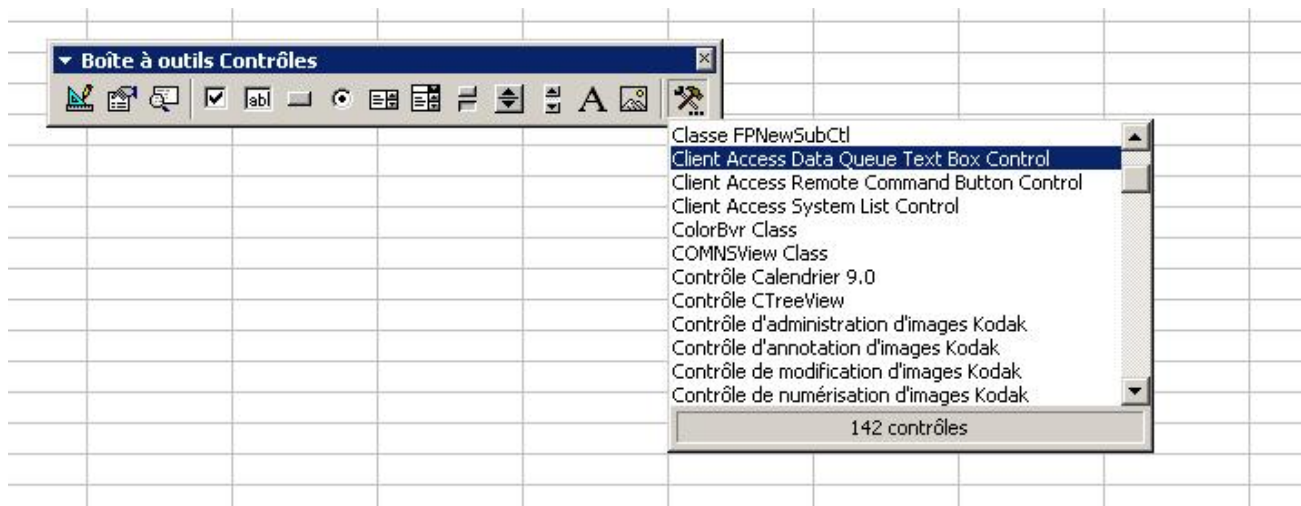 Boîte à outils Contrôles
abl
A
Classe FPNewSubCtl
Client Access Data Queue Text Box Control
Client Access Remote Command Button Control
Client Access System List Control
ColorBvr Class
COMNSView Class
Contrôle Calendrier 9.0
Contrôle CTreeView
Contrôle d'administration d'images Kodak
Contrôle d'annotation d'images Kodak
Contrôle de modification d'images Kodak
Contrôle de numérisation d'images Kodak
142 contrôles